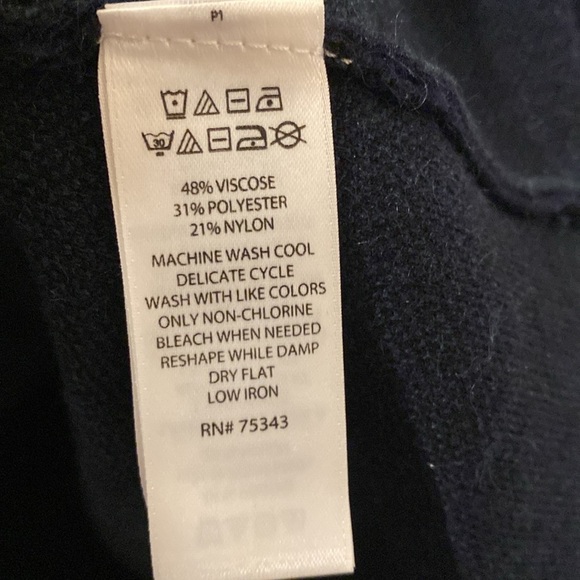 P1
30
48% VISCOSE
31% POLYESTER
21% NYLON
MACHINE WASH COOL
DELICATE CYCLE
WASH WITH LIKE COLORS
ONLY NON-CHLORINE
BLEACH WHEN NEEDED
RESHAPE WHILE DAMP
DRY FLAT
LOW IRON
RN# 75343